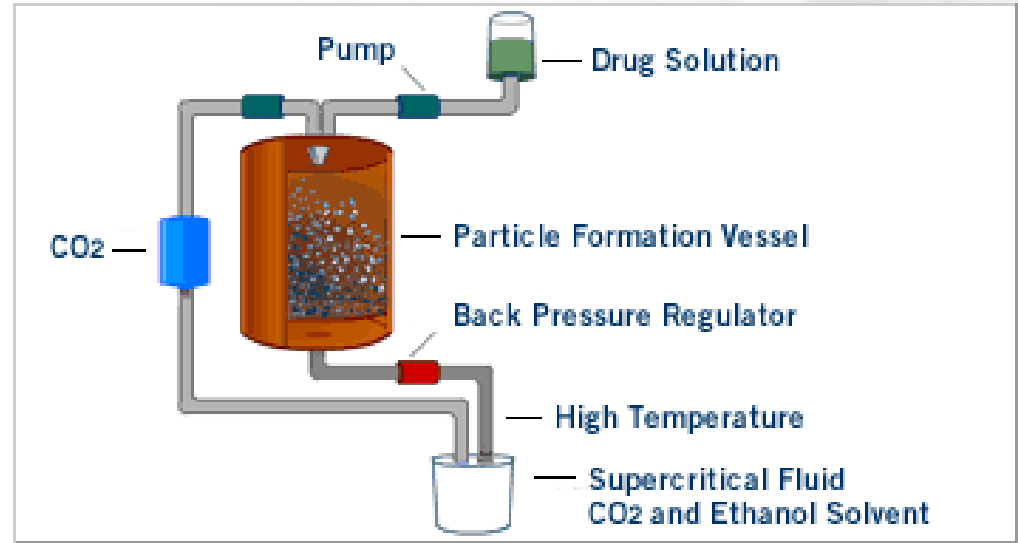 Pump
Drug Solution
CO2
Particle Formation Vessel
Back Pressure Regulator
High Temperature
Supercritical Fluid
CO2 and Ethanol Solvent